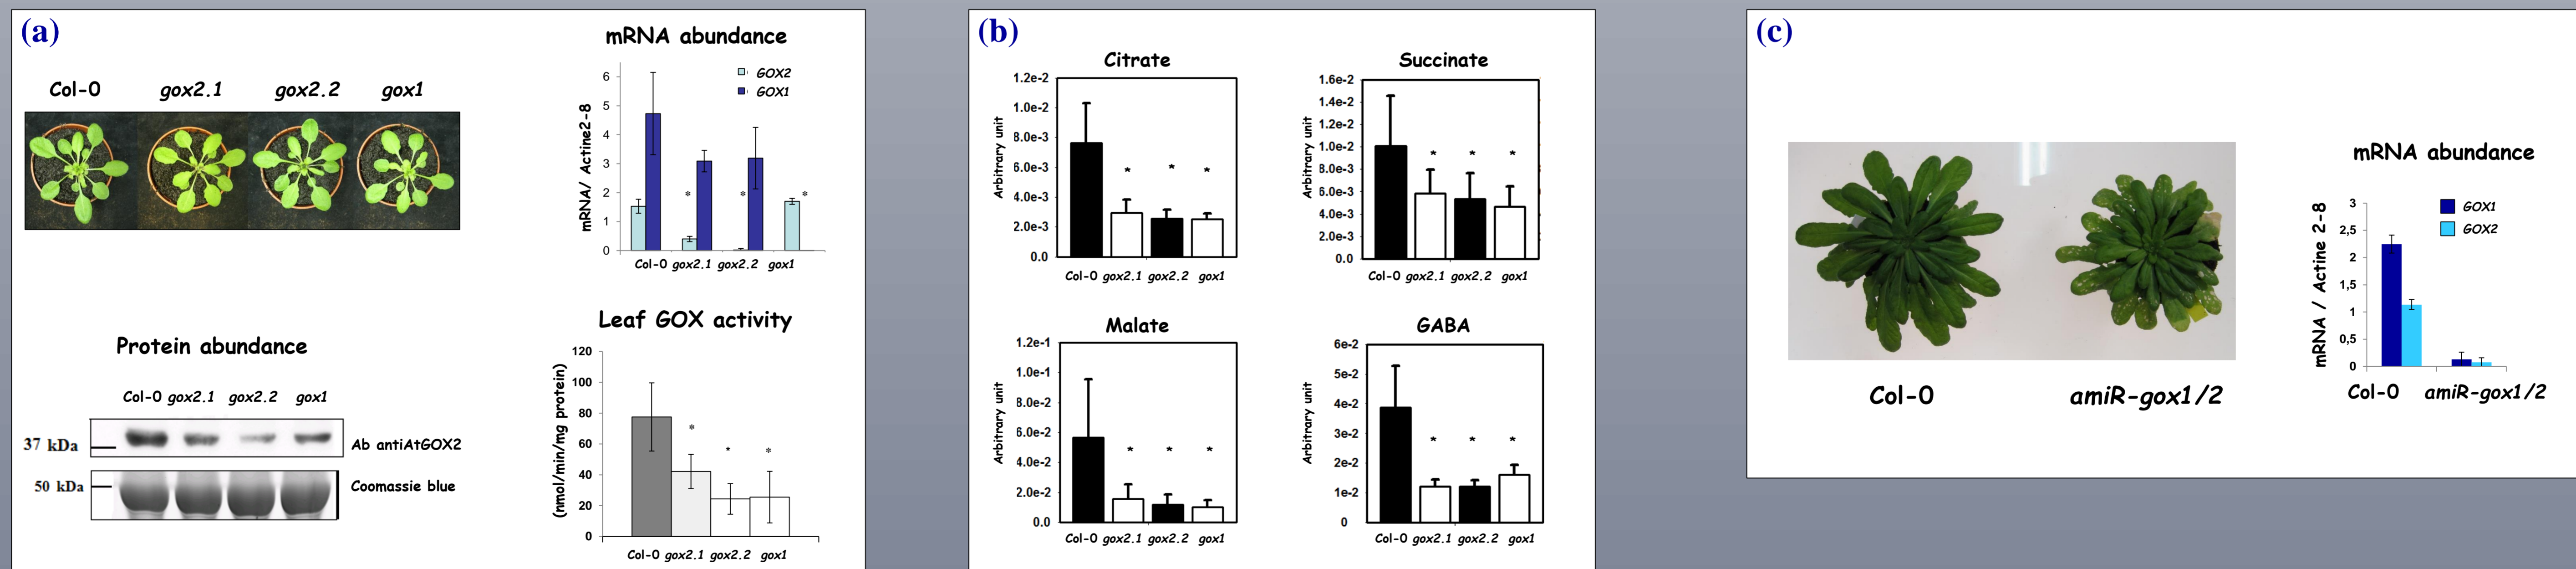 (a)
Col-0 gox2.1 gox2.2 gox1
mRNA abundance
mRNA/ Actine2-8
6
5
4
3
2
1
0
GOX2
GOX1
* * *
Col-0 gox2.1 gox2.2 gox1
Protein abundance
Col-0 gox2.1 gox2.2 gox1
37 kDa
Ab antiAtGOX2
50 kDa
Coomassie blue
Leaf GOX activity
(nmol/min/mg protein)
120
100
80
60
40
20
0
* * *
Col-0 gox2.1 gox2.2 gox1
(b)
Citrate
Arbitrary unit
1.2e-2
1.0e-2
8.0e-3
6.0e-3
4.0e-3
2.0e-3
0.0
* * *
Col-0 gox2.1 gox2.2 gox1
Succinate
Arbitrary unit
1.6e-2
1.4e-2
1.2e-2
1.0e-2
8.0e-3
6.0e-3
4.0e-3
2.0e-3
0.0
* * *
Col-0 gox2.1 gox2.2 gox1
Malate
Arbitrary unit
1.2e-1
1.0e-1
8.0e-2
6.0e-2
4.0e-2
2.0e-2
0.0
* * *
Col-0 gox2.1 gox2.2 gox1
GABA
Arbitrary unit
6e-2
5e-2
4e-2
3e-2
2e-2
1e-2
0
* * *
Col-0 gox2.1 gox2.2 gox1
(c)
Col-0 amiR-gox1/2
mRNA abundance
mRNA / Actine 2-8
3
2,5
2
1,5
1
0,5
0
GOX1
GOX2
Col-0 amiR-gox1/2